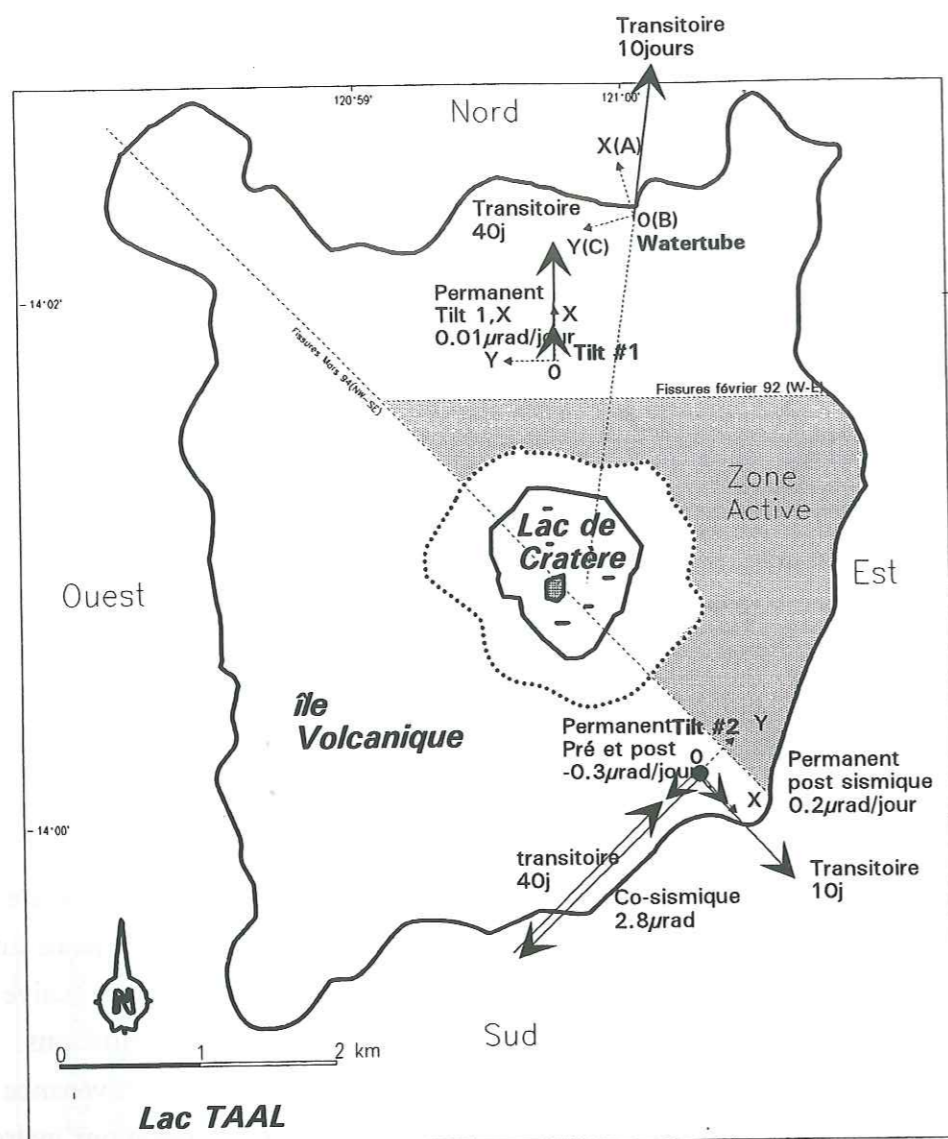 Transitoire
10jours
120°59'
121°00'
Nord
X(A)
Transitoire
40j
O(B)
Y(C)
Watertube
14°02'
Permanent
Tilt 1,X
0.01µrad/jour
X
Y
Tilt #1
O
Fissures Mars 94(NW-SE)
Fissures février 92 (W-E)
Zone
Active
Lac de
Cratère
Ouest
Est
île
Volcanique
Permanent
Pré et post
-0.3µrad/jour
Tilt #2
Y
O
X
Permanent
post sismique
0.2µrad/jour
14°00'
transitoire
40j
Transitoire
10j
Co-sismique
2.8µrad
N
Sud
0 1 2 km
Lac TAAL